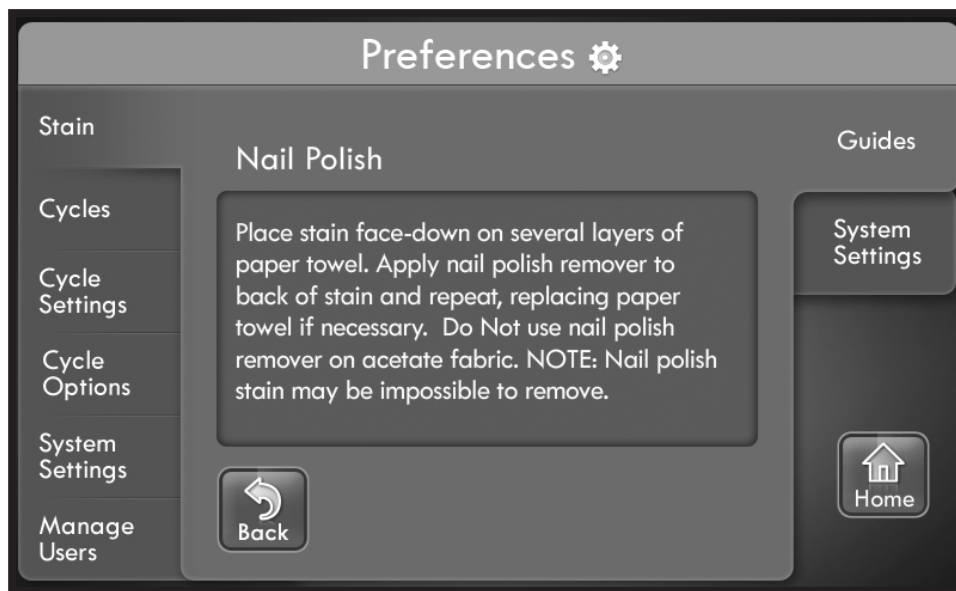 Preferences
Stain
Cycles
Cycle
Settings
Cycle
Options
System
Settings
Manage
Users
Nail Polish
Place stain face-down on several layers of
paper towel. Apply nail polish remover to
back of stain and repeat, replacing paper
towel if necessary.  Do Not use nail polish
remover on acetate fabric. NOTE: Nail polish
stain may be impossible to remove.
Back
Guides
System
Settings
Home